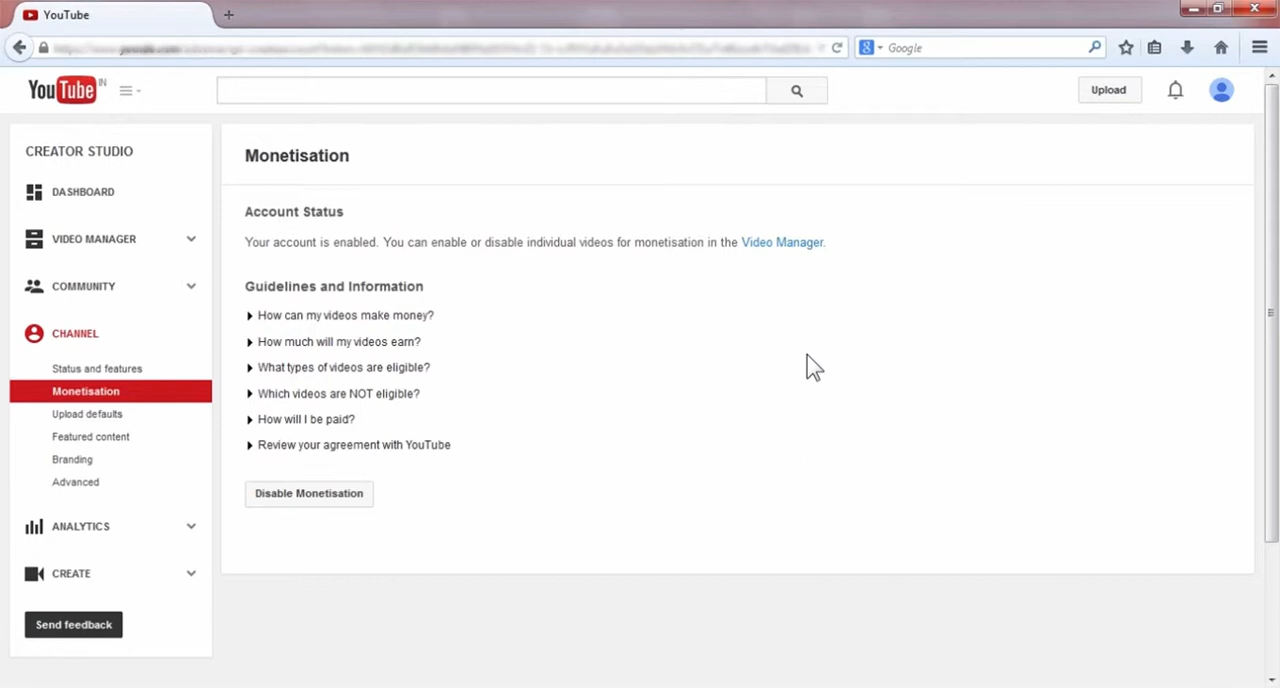 YouTube
Google
YouTube IN
Upload
CREATOR STUDIO
DASHBOARD
VIDEO MANAGER
COMMUNITY
CHANNEL
Status and features
Monetisation
Upload defaults
Featured content
Branding
Advanced
ANALYTICS
CREATE
Send feedback
Monetisation
Account Status
Your account is enabled. You can enable or disable individual videos for monetisation in the Video Manager.
Guidelines and Information
How can my videos make money?
How much will my videos earn?
What types of videos are eligible?
Which videos are NOT eligible?
How will I be paid?
Review your agreement with YouTube
Disable Monetisation